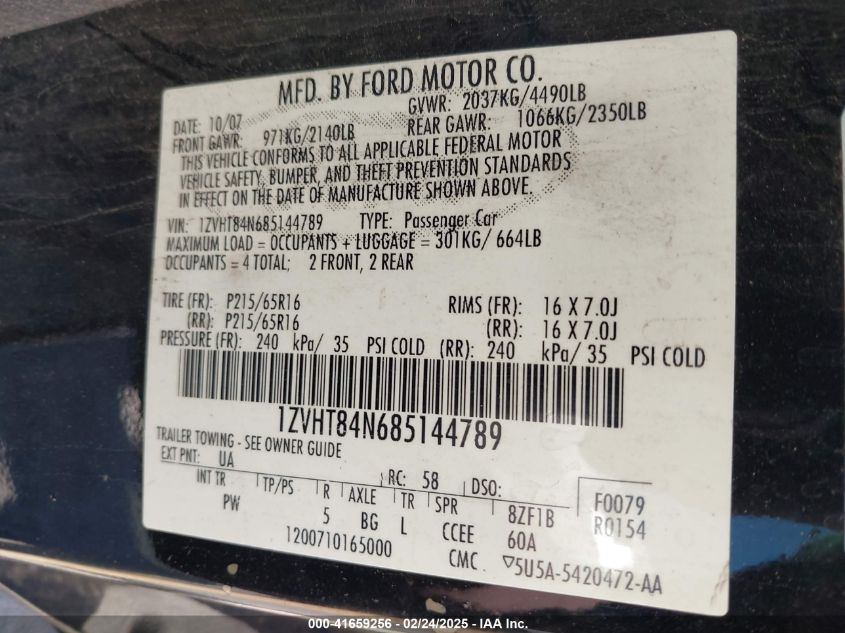 MFD. BY FORD MOTOR CO.
DATE: 10/07 GVWR: 2037KG/4490LB
FRONT GAWR: 971KG/2140LB REAR GAWR: 1066KG/2350LB
THIS VEHICLE CONFORMS TO ALL APPLICABLE FEDERAL MOTOR
VEHICLE SAFETY, BUMPER, AND THEFT PREVENTION STANDARDS
IN EFFECT ON THE DATE OF MANUFACTURE SHOWN ABOVE.
VIN: 1ZVHT84N685144789 TYPE: Passenger Car
MAXIMUM LOAD = OCCUPANTS + LUGGAGE = 301KG/ 664LB
OCCUPANTS = 4 TOTAL; 2 FRONT, 2 REAR
TIRE (FR): P215/65R16 RIMS (FR): 16 X 7.0J
(RR): P215/65R16 (RR): 16 X 7.0J
PRESSURE (FR): 240 kPa/ 35 PSI COLD (RR): 240 kPa/ 35 PSI COLD
1ZVHT84N685144789
TRAILER TOWING - SEE OWNER GUIDE
EXT PNT: UA RC: 58 DSO:
INT TR TP/PS R AXLE TR SPR 8ZF1B F0079
PW 5 BG L CCEE 60A R0154
1200710165000 CMC ▽5U5A-5420472-AA
000-41659256 - 02/24/2025 - IAA Inc.